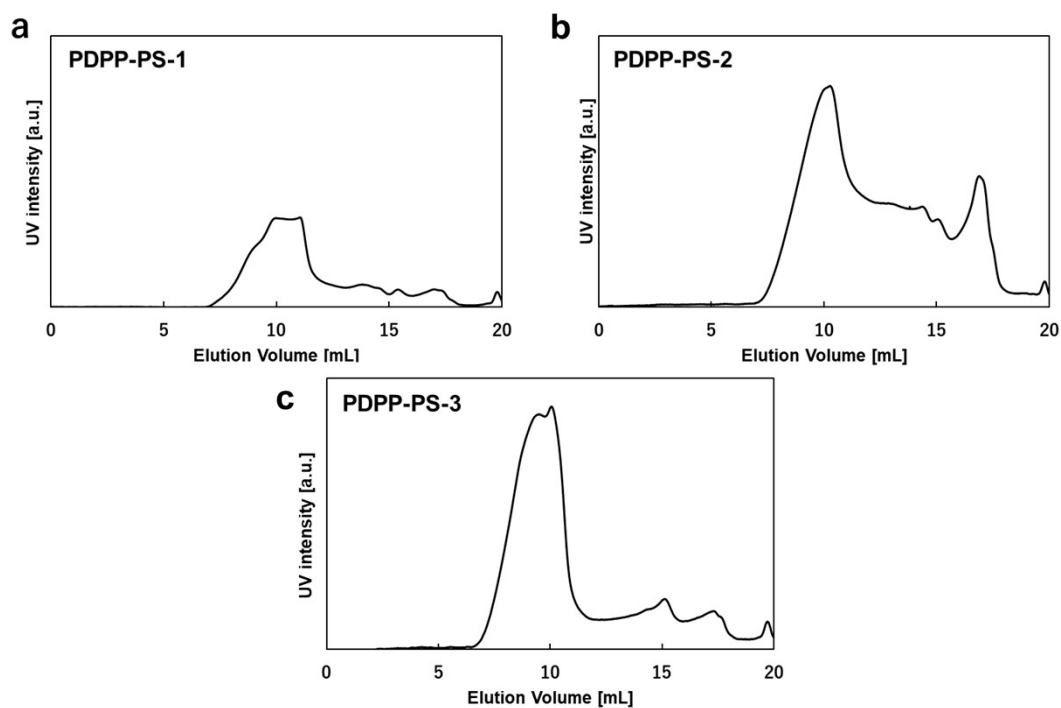 a
PDPP-PS-1
UV intensity [a.u.]
0 5 10 15 20
Elution Volume [mL]
b
PDPP-PS-2
UV intensity [a.u.]
0 5 10 15 20
Elution Volume [mL]
c
PDPP-PS-3
UV intensity [a.u.]
0 5 10 15 20
Elution Volume [mL]